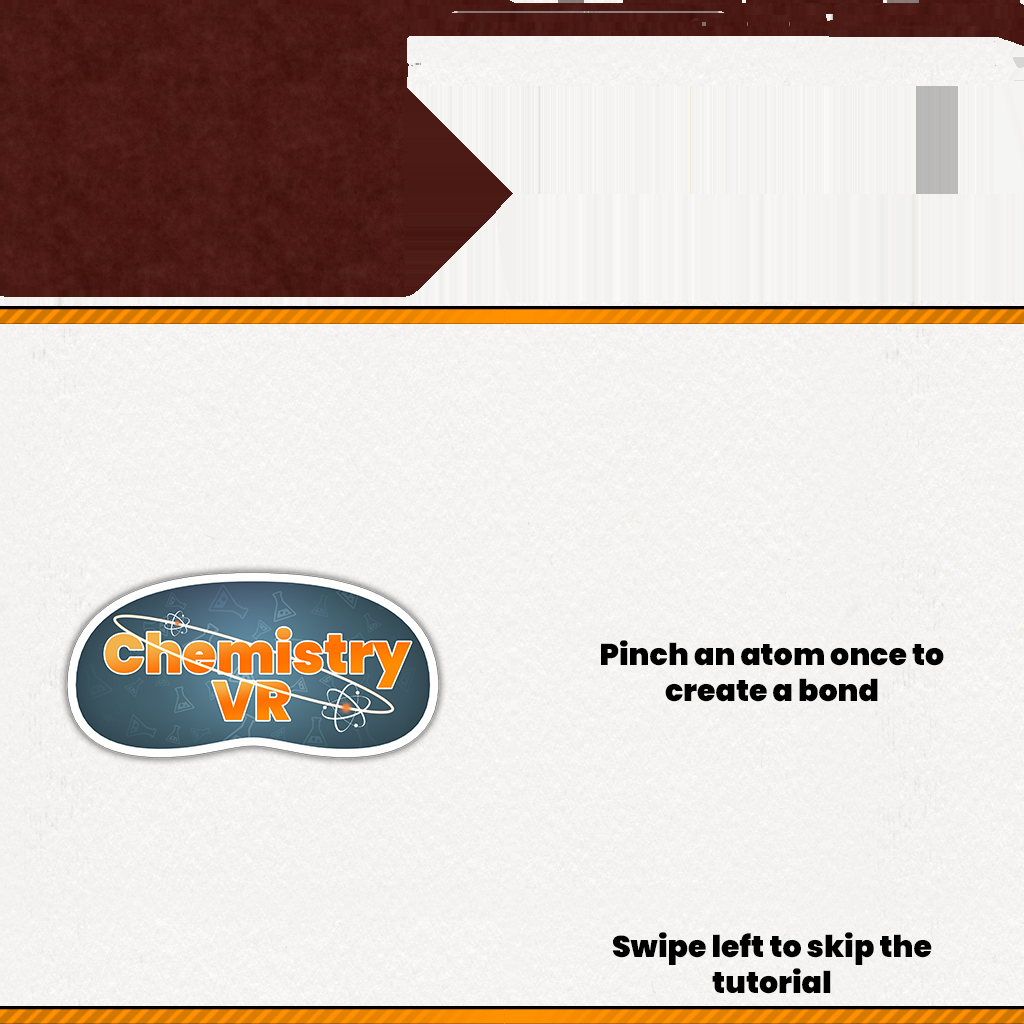 Chemistry
VR
Pinch an atom once to
create a bond
Swipe left to skip the
tutorial